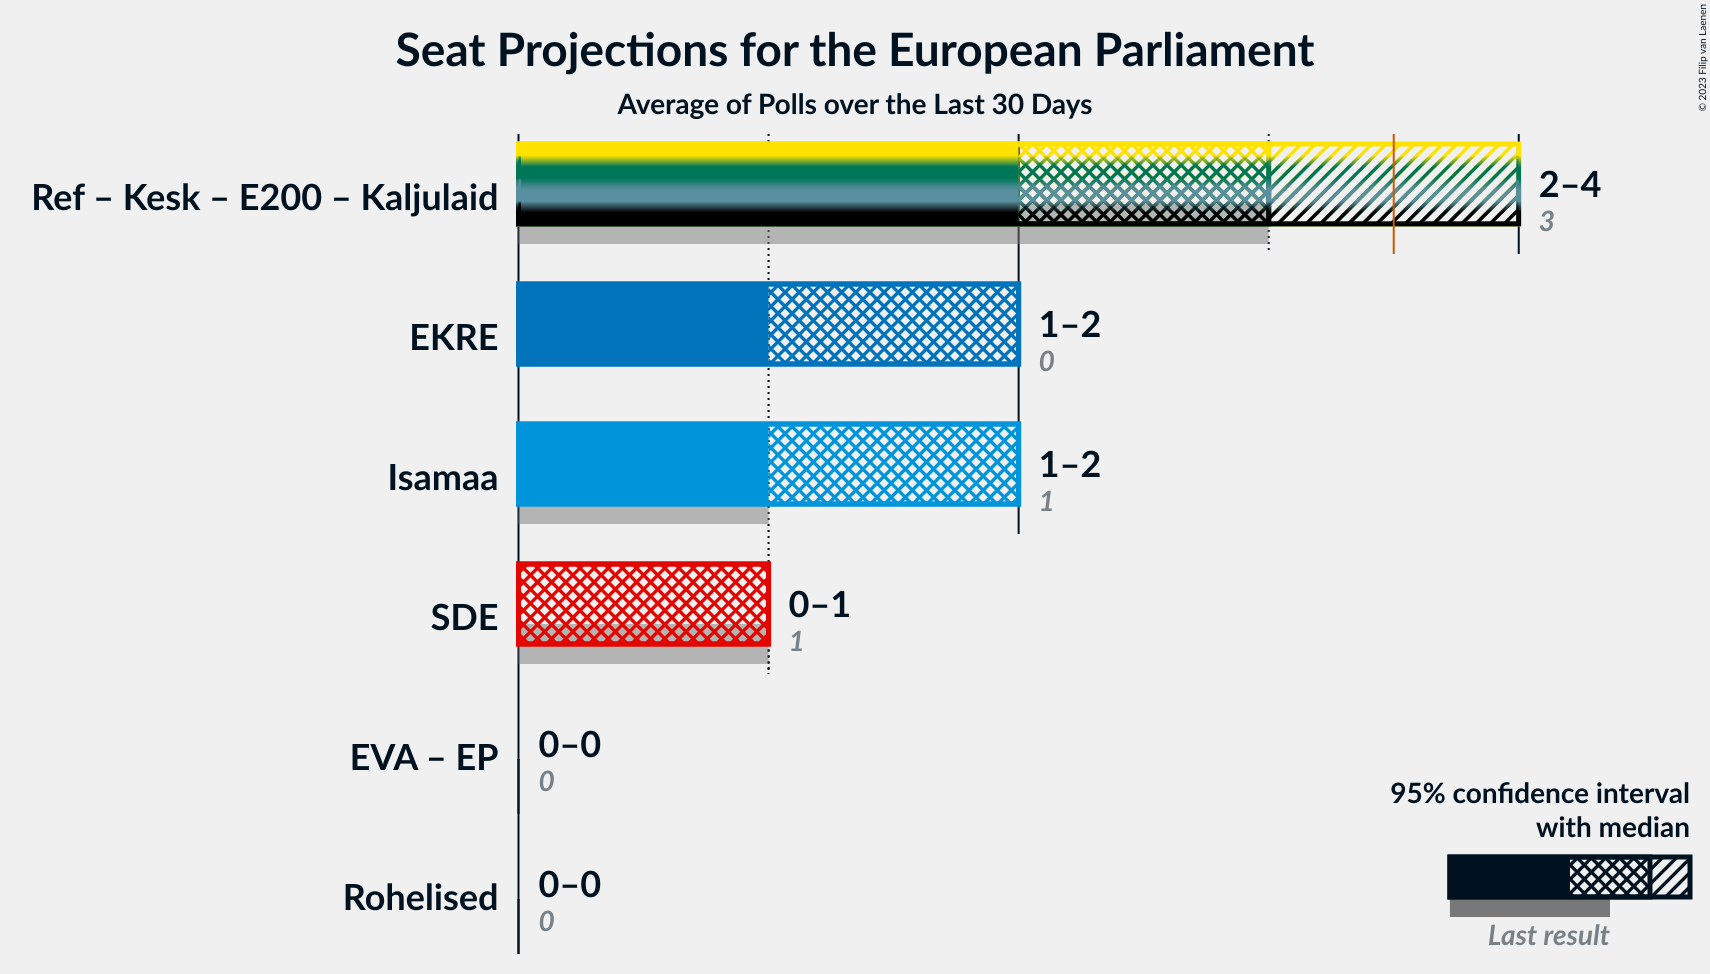 Seat Projections for the European Parliament
Average of Polls over the Last 30 Days
© 2023 Filip van Laenen
Ref – Kesk – E200 – Kaljulaid
2–4
3
EKRE
1–2
0
Isamaa
1–2
1
SDE
0–1
1
EVA – EP
0–0
0
Rohelised
0–0
0
95% confidence interval
with median
Last result